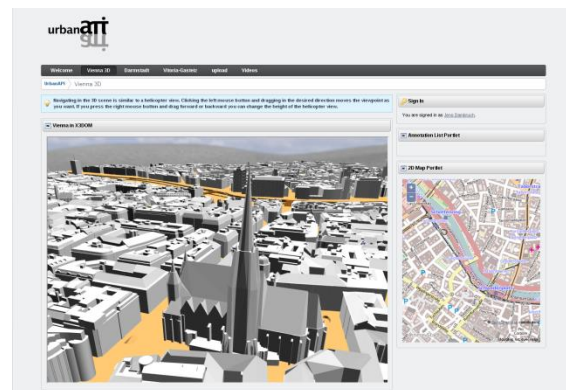 urbanAPI
Welcome Vienna 3D Darmstadt Vitoria-Gasteiz upload Videos
UrbanAPI Vienna 3D
Navigating in the 3D scene is similar to a helicopter view. Clicking the left mouse button and dragging in the desired direction moves the viewpoint as
you want. If you press the right mouse button and drag forward or backward you can change the height of the helicopter view.
Sign In
You are signed in as
Vienna in X3DOM
Annotation List Portlet
2D Map Portlet